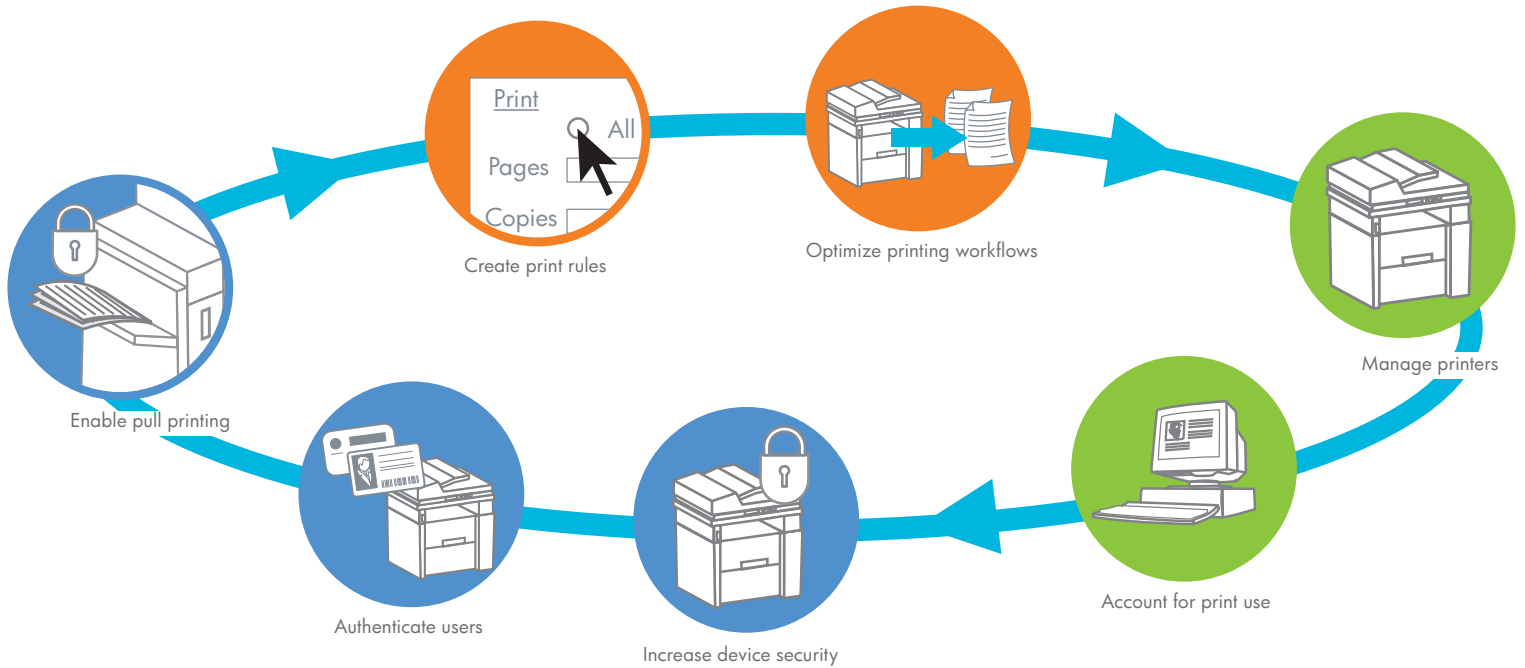 Print
All
Pages
Copies
Create print rules
Optimize printing workflows
Manage printers
Enable pull printing
Authenticate users
Increase device security
Account for print use